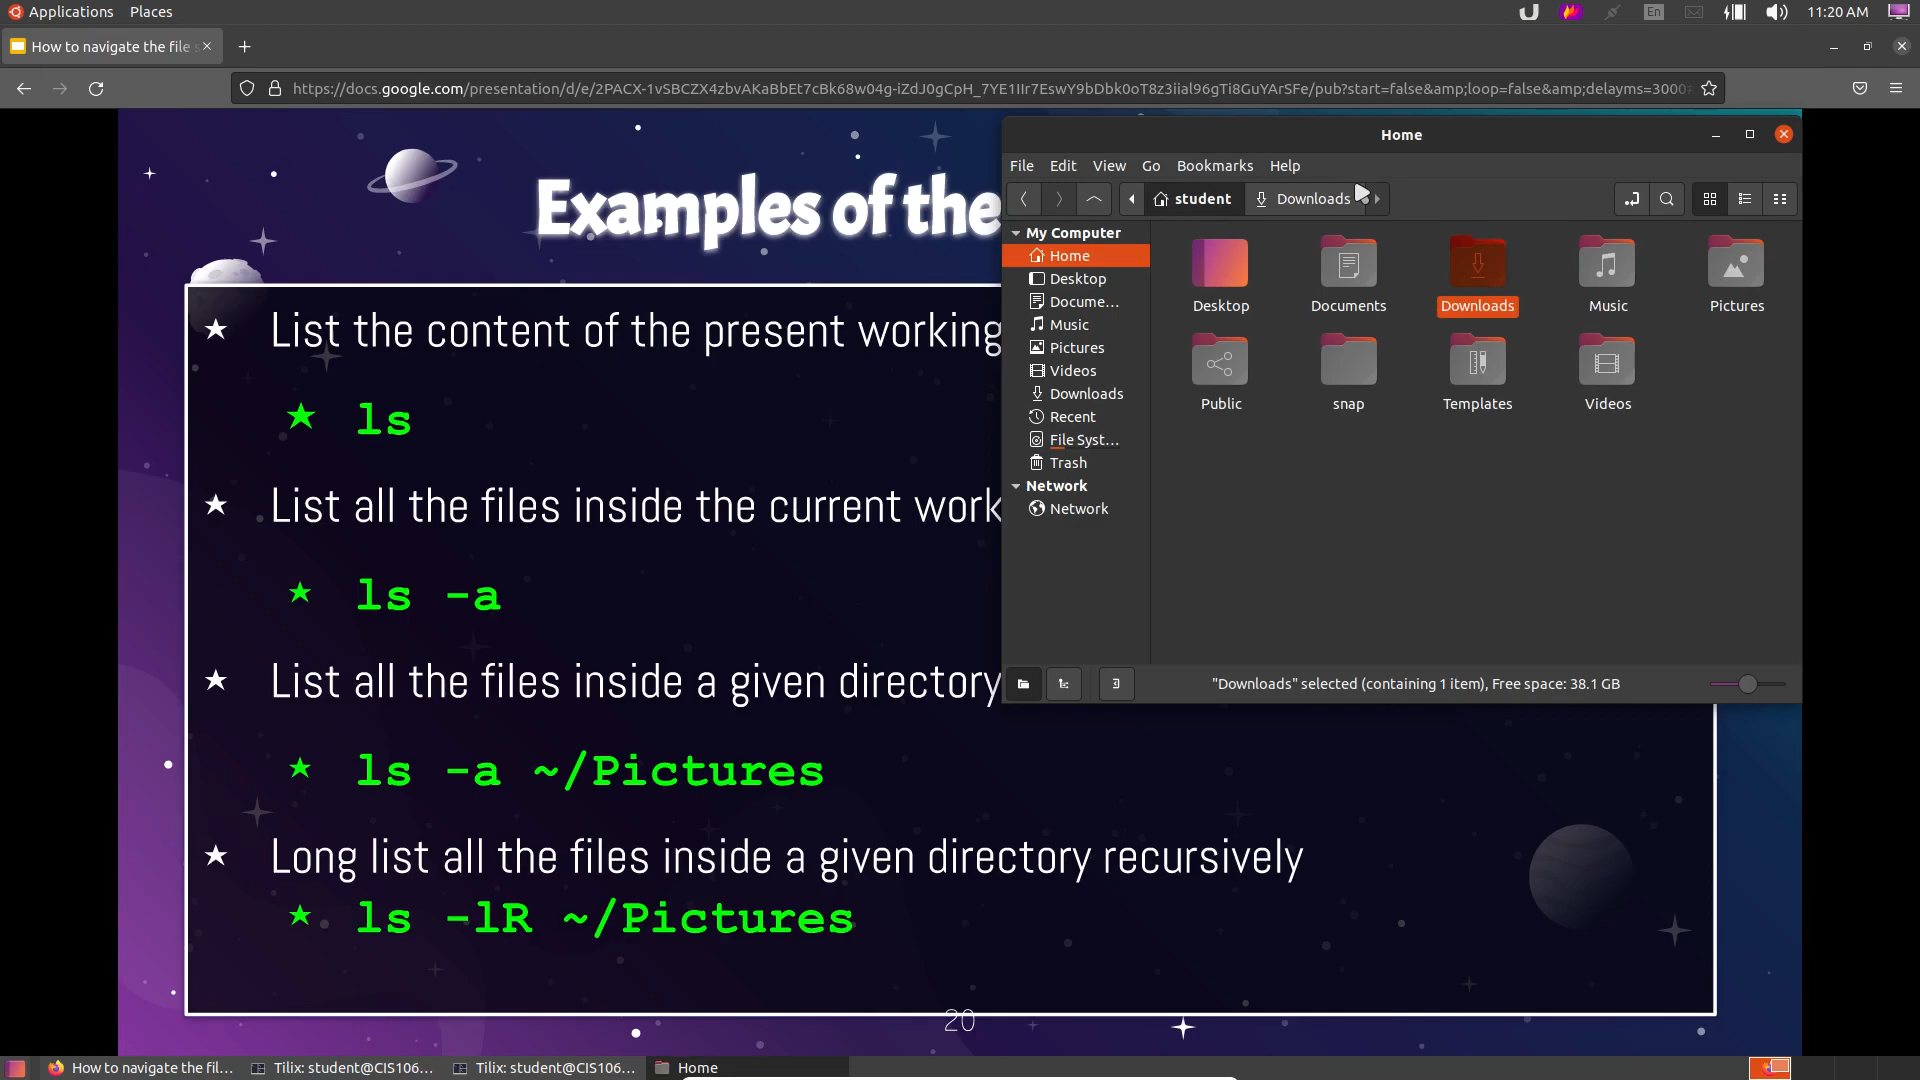 Applications Places
En
11:20 AM
How to navigate the file s
https://docs.google.com/presentation/d/e/2PACX-1vSBCZX4zbvAKaBbEt7cBk68w04g-iZdJ0gCpH_7YE1IIr7EswY9bDbk0oT8z3iial96gTi8GuYArSFe/pub?start=false&amp;loop=false&amp;delayms=3000
Examples of the
List the content of the present working
ls
List all the files inside the current work
ls -a
List all the files inside a given directory
ls -a ~/Pictures
Long list all the files inside a given directory recursively
ls -lR ~/Pictures
20
Home
File Edit View Go Bookmarks Help
student Downloads
My Computer
Home
Desktop
Docume...
Music
Pictures
Videos
Downloads
Recent
File Syst...
Trash
Network
Network
Desktop Documents Downloads Music Pictures
Public snap Templates Videos
"Downloads" selected (containing 1 item), Free space: 38.1 GB
How to navigate the fil... Tilix: student@CIS106... Tilix: student@CIS106... Home